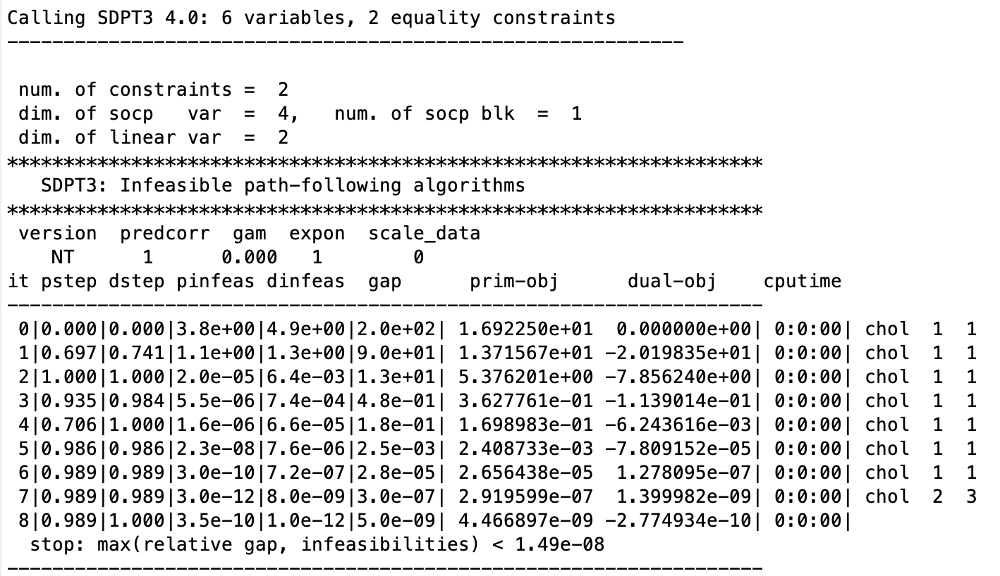 Calling SDPT3 4.0: 6 variables, 2 equality constraints
------------------------------------------------------------
num. of constraints =  2
dim. of socp   var  =  4,   num. of socp blk  =  1
dim. of linear var  =  2
*******************************************************************
SDPT3: Infeasible path-following algorithms
*******************************************************************
version  predcorr  gam  expon  scale_data
NT      1      0.000   1        0
it pstep dstep pinfeas dinfeas  gap      prim-obj      dual-obj    cputime
-------------------------------------------------------------------
0|0.000|0.000|3.8e+00|4.9e+00|2.0e+02| 1.692250e+01  0.000000e+00| 0:0:00| chol  1  1
1|0.697|0.741|1.1e+00|1.3e+00|9.0e+01| 1.371567e+01 -2.019835e+01| 0:0:00| chol  1  1
2|1.000|1.000|2.0e-05|6.4e-03|1.3e+01| 5.376201e+00 -7.856240e+00| 0:0:00| chol  1  1
3|0.935|0.984|5.5e-06|7.4e-04|4.8e-01| 3.627761e-01 -1.139014e-01| 0:0:00| chol  1  1
4|0.706|1.000|1.6e-06|6.6e-05|1.8e-01| 1.698983e-01 -6.243616e-03| 0:0:00| chol  1  1
5|0.986|0.986|2.3e-08|7.6e-06|2.5e-03| 2.408733e-03 -7.809152e-05| 0:0:00| chol  1  1
6|0.989|0.989|3.0e-10|7.2e-07|2.8e-05| 2.656438e-05  1.278095e-07| 0:0:00| chol  1  1
7|0.989|0.989|3.0e-12|8.0e-09|3.0e-07| 2.919599e-07  1.399982e-09| 0:0:00| chol  2  3
8|0.989|1.000|3.5e-10|1.0e-12|5.0e-09| 4.466897e-09 -2.774934e-10| 0:0:00|
stop: max(relative gap, infeasibilities) < 1.49e-08
-------------------------------------------------------------------